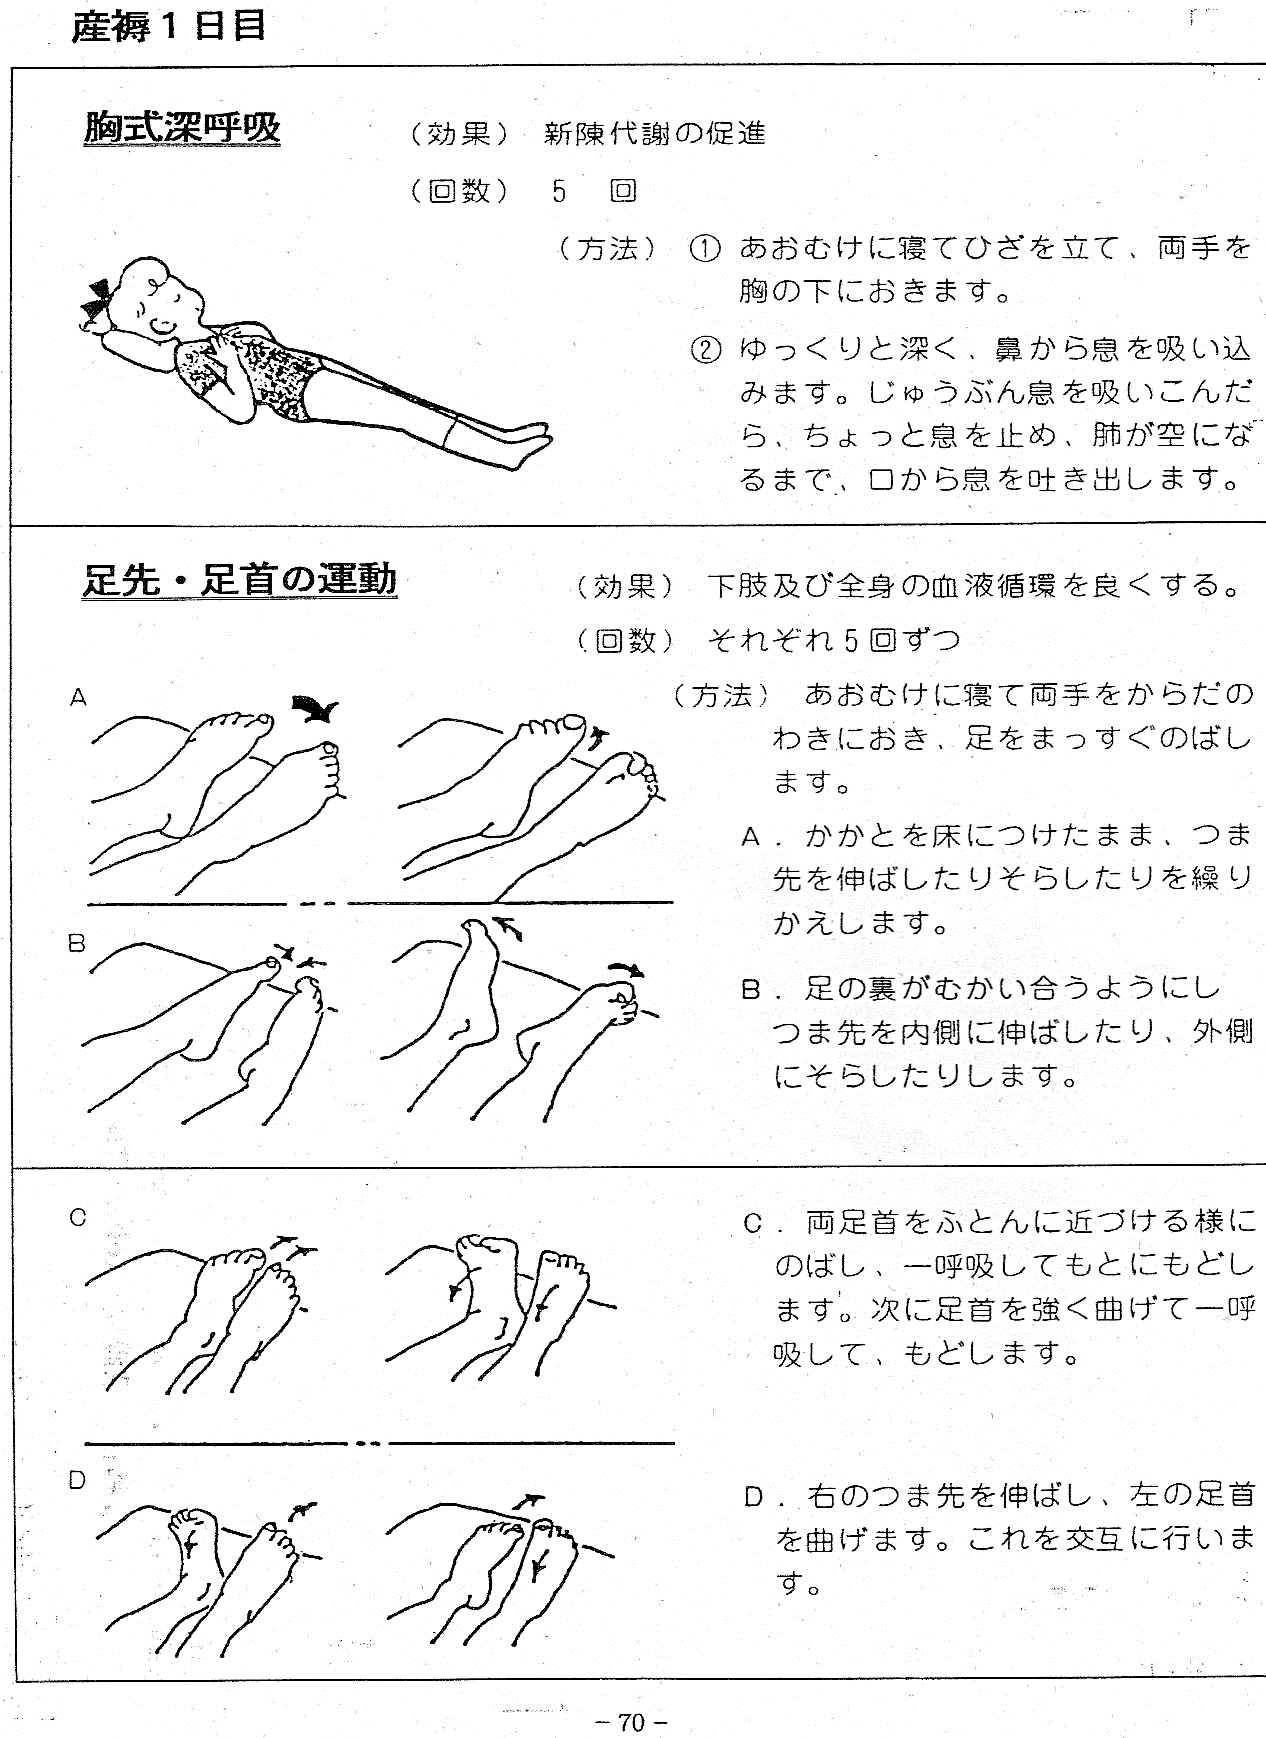 産褥1日目
胸式深呼吸
（効果） 新陳代謝の促進
（回数） 5 回
（方法） ① あおむけに寝てひざを立て、両手を
胸の下におきます。
② ゆっくりと深く、鼻から息を吸い込
みます。じゅうぶん息を吸いこんだ
ら、ちょっと息を止め、肺が空にな
るまで、口から息を吐き出します。
足先・足首の運動
（効果） 下肢及び全身の血液循環を良くする。
（回数） それぞれ5回ずつ
（方法） あおむけに寝て両手をからだの
わきにおき、足をまっすぐのばし
ます。
A
A．かかとを床につけたまま、つま
先を伸ばしたりそらしたりを繰り
かえします。
B
B．足の裏がむかい合うようにし
つま先を内側に伸ばしたり、外側
にそらしたりします。
C
C．両足首をふとんに近づける様に
のばし、一呼吸してもとにもどし
ます。次に足首を強く曲げて一呼
吸して、もどします。
D
D．右のつま先を伸ばし、左の足首
を曲げます。これを交互に行いま
す。
– 70 –